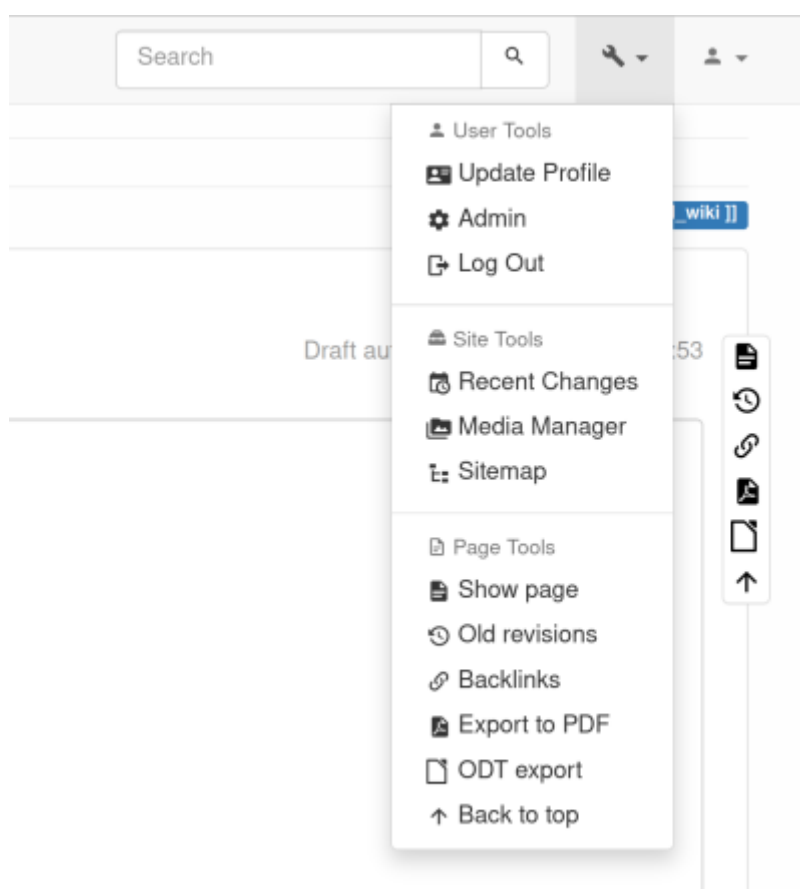 Search
User Tools
Update Profile
_wiki ]]
Admin
Log Out
Site Tools
Draft au
:53
Recent Changes
Media Manager
Sitemap
Page Tools
Show page
Old revisions
Backlinks
Export to PDF
ODT export
Back to top